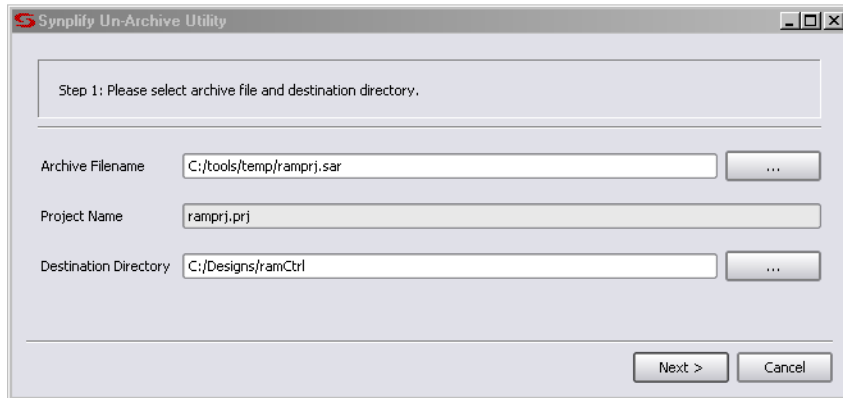 Synplify Un-Archive Utility
Step 1: Please select archive file and destination directory.
Archive Filename C:/tools/temp/ramprj.sar ...
Project Name ramprj.prj
Destination Directory C:/Designs/ramCtrl ...
Next > Cancel